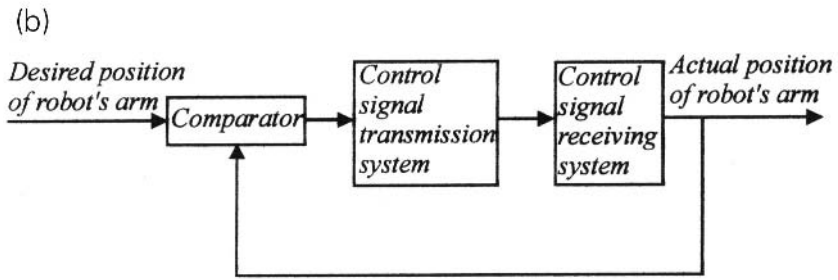 (b)
Desired position
of robot's arm
Comparator
Control
signal
transmission
system
Control
signal
receiving
system
Actual position
of robot's arm